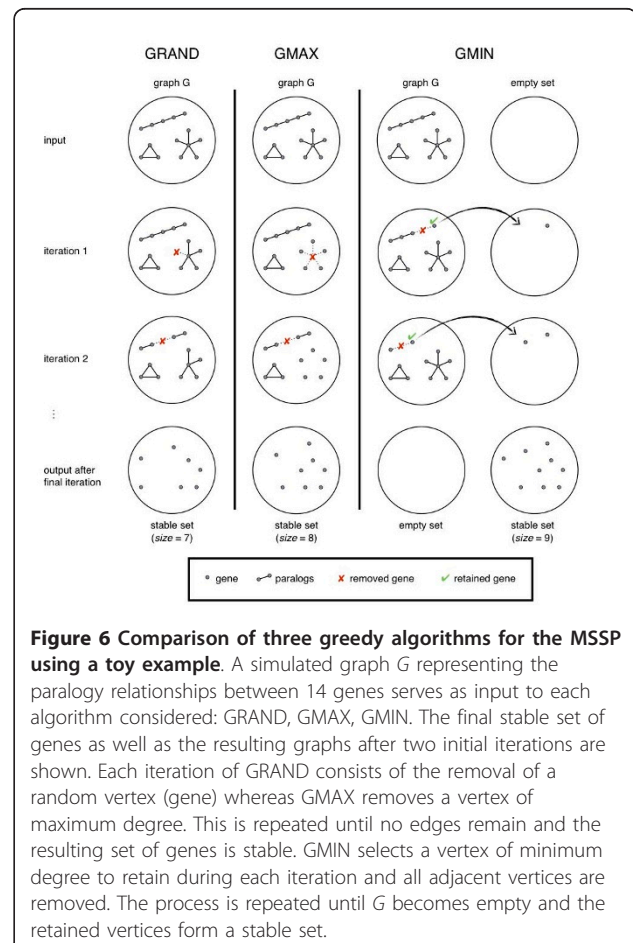 GRAND GMAX GMIN
graph G graph G graph G empty set
input
iteration 1
iteration 2
⋮
output after
final iteration
stable set stable set empty set stable set
(size = 7) (size = 8) (size = 9)
gene paralogs removed gene retained gene
Figure 6 Comparison of three greedy algorithms for the MSSP
using a toy example. A simulated graph G representing the
paralogy relationships between 14 genes serves as input to each
algorithm considered: GRAND, GMAX, GMIN. The final stable set of
genes as well as the resulting graphs after two initial iterations are
shown. Each iteration of GRAND consists of the removal of a
random vertex (gene) whereas GMAX removes a vertex of
maximum degree. This is repeated until no edges remain and the
resulting set of genes is stable. GMIN selects a vertex of minimum
degree to retain during each iteration and all adjacent vertices are
removed. The process is repeated until G becomes empty and the
retained vertices form a stable set.